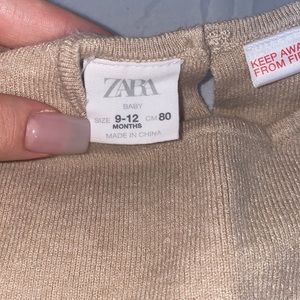 ZARA
BABY
SIZE 9-12 CM 80
MONTHS
MADE IN CHINA
KEEP AWA
FROM FI